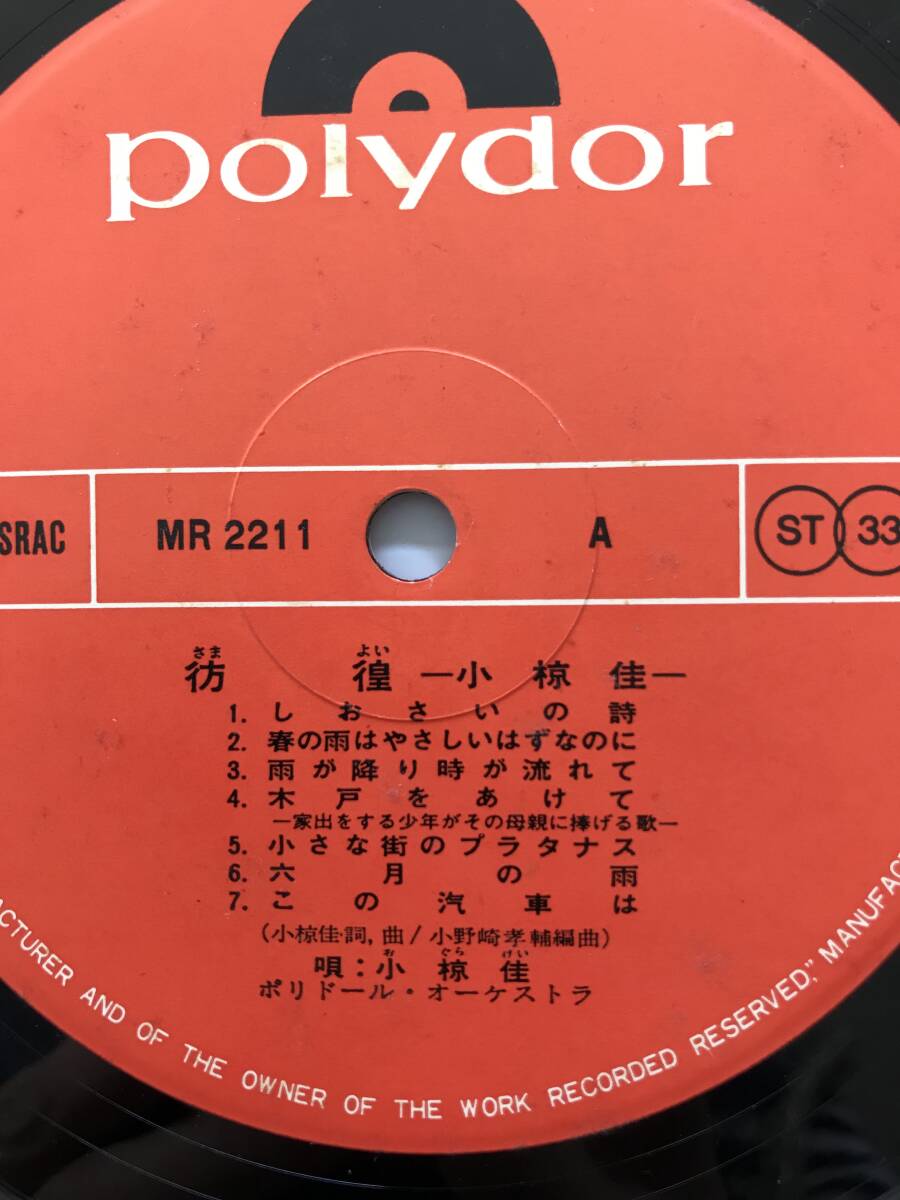 polydor
SRAC MR 2211 A ST 33
さま よい
彷 徨 —小椋佳—
1. しおさいの詩
2. 春の雨はやさしいはずなのに
3. 雨が降り時が流れて
4. 木戸をあけて
—家出をする少年がその母親に捧げる歌—
5. 小さな街のプラタナス
6. 六月の雨
7. この汽車は
(小椋佳・詞,曲/小野崎孝輔編曲)
お ぐら けい
唄:小 椋 佳
ポリドール・オーケストラ
ACTURER AND OF THE OWNER OF THE WORK RECORDED RESERVED," MANUFAC